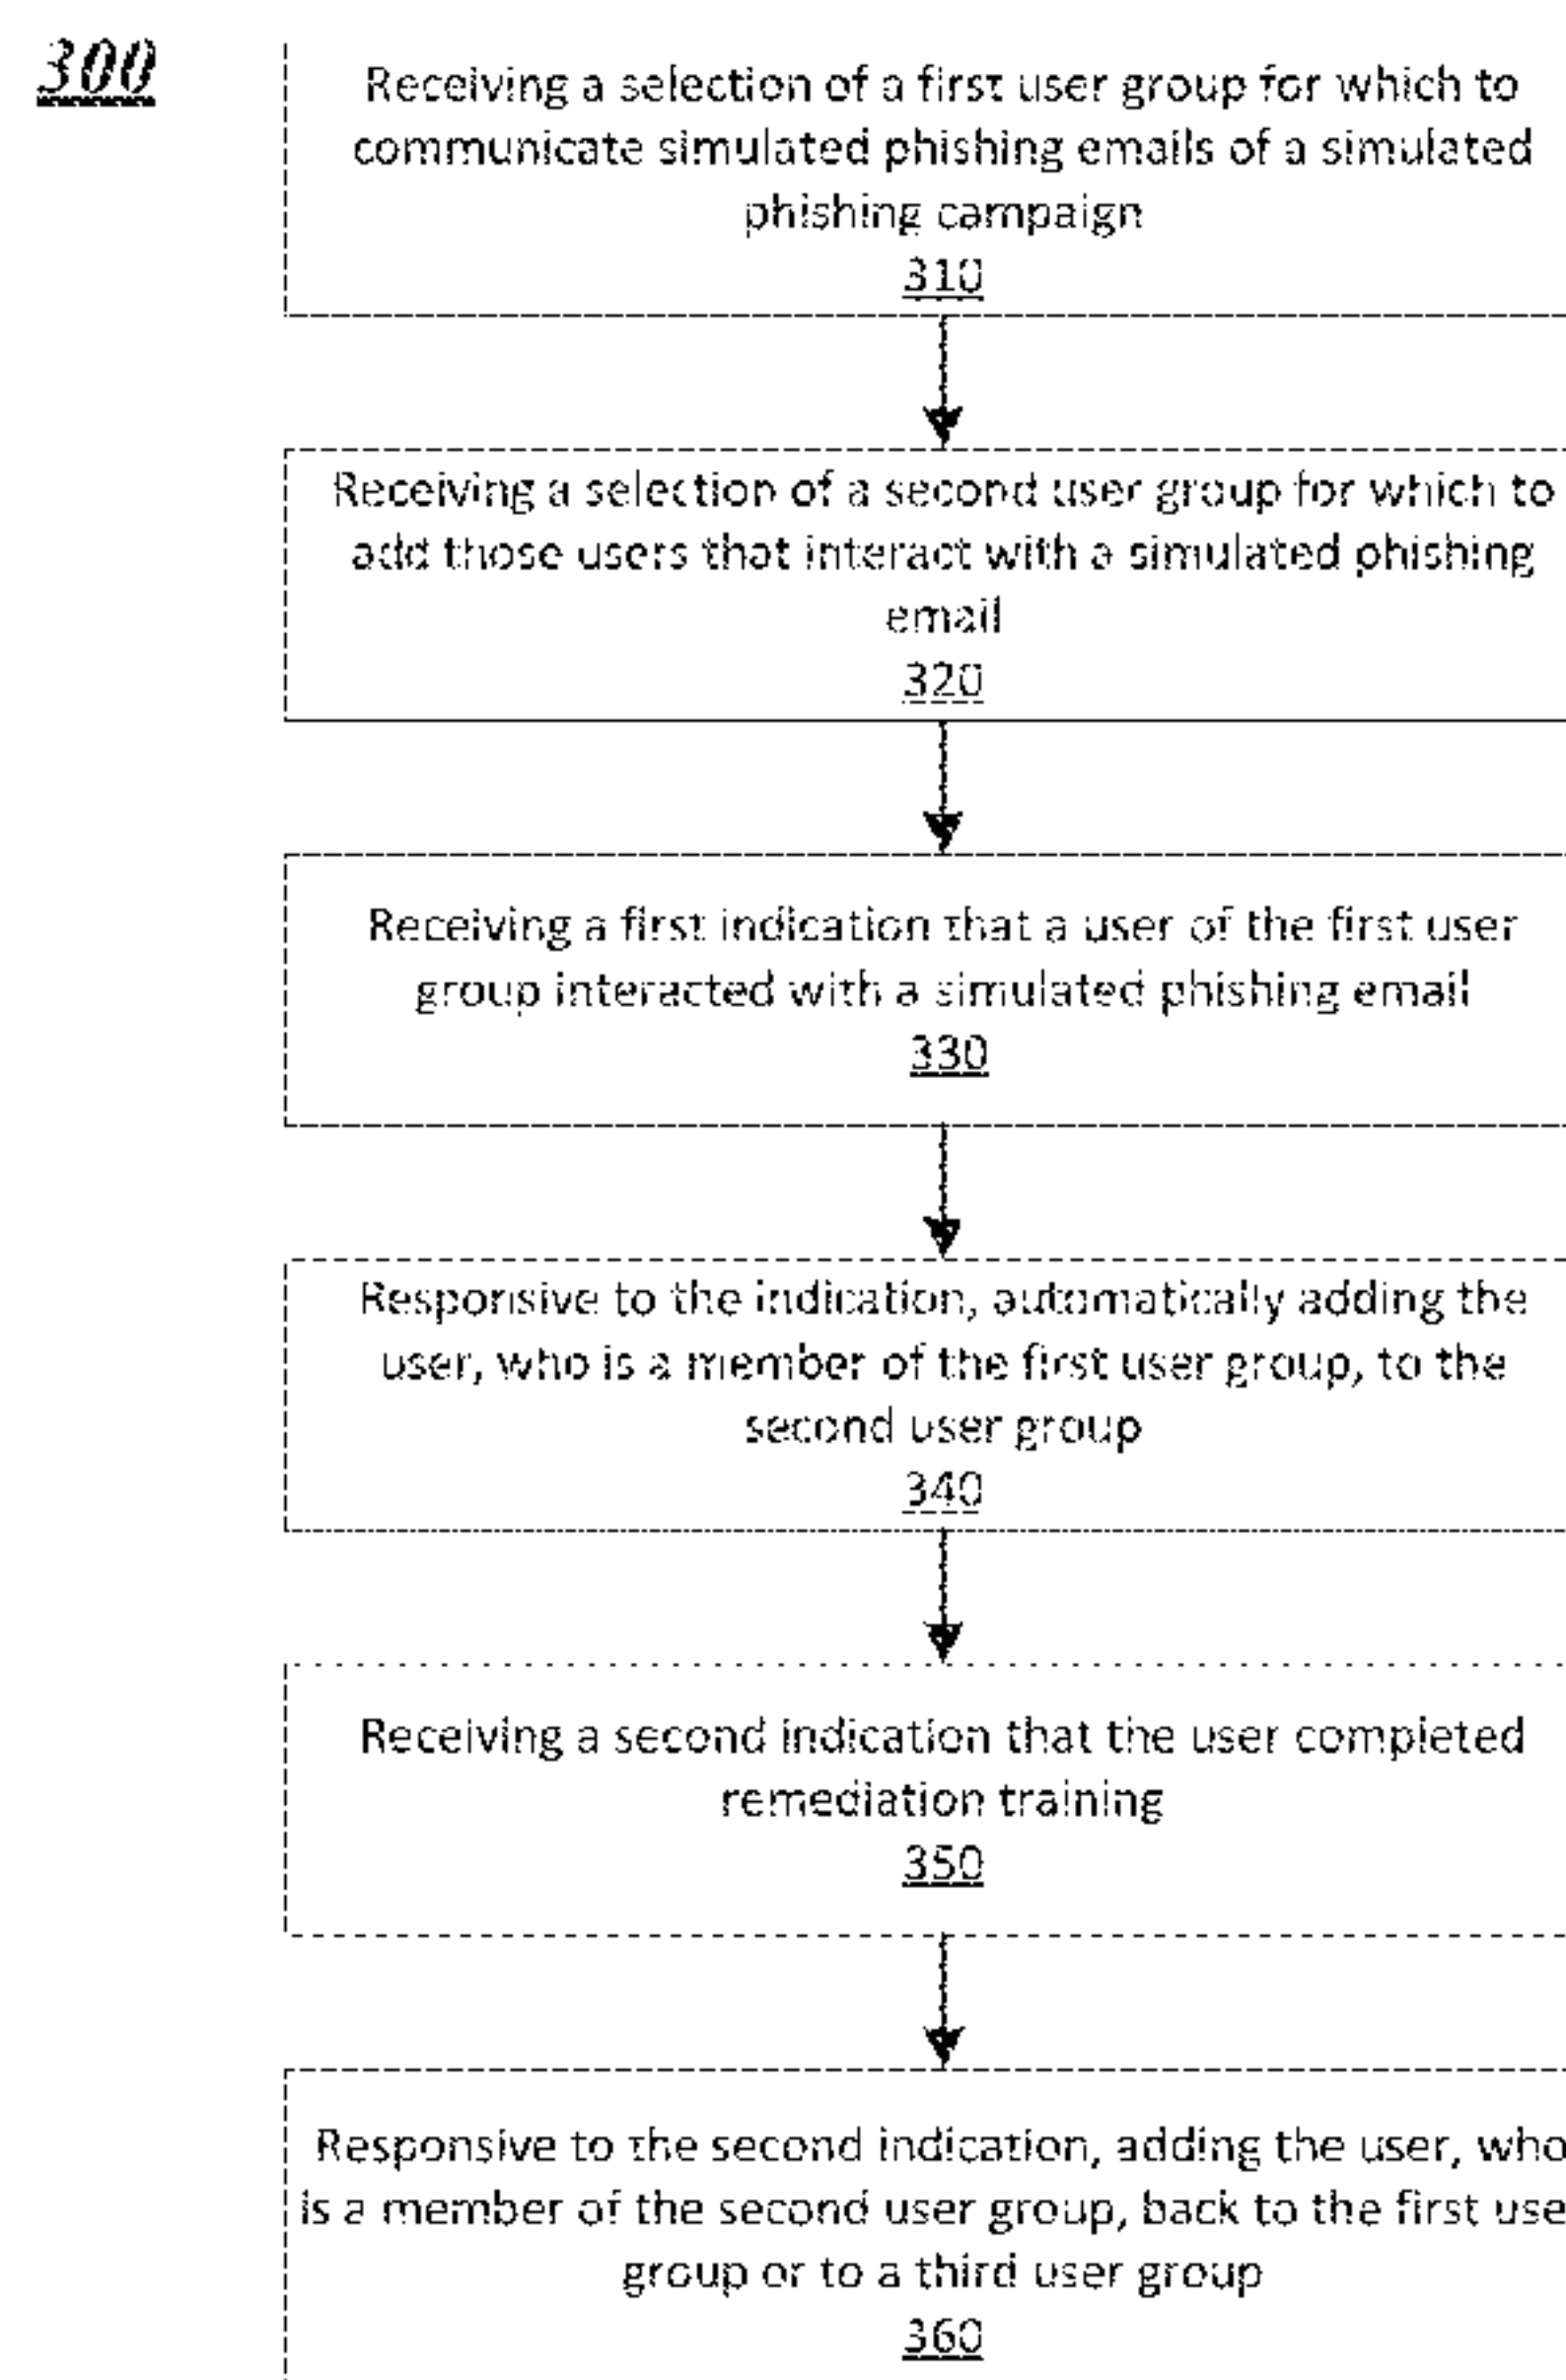 300
Receiving a selection of a first user group for which to
communicate simulated phishing emails of a simulated
phishing campaign
310
Receiving a selection of a second user group for which to
add those users that interact with a simulated phishing
email
320
Receiving a first indication that a user of the first user
group interacted with a simulated phishing email
330
Responsive to the indication, automatically adding the
user, who is a member of the first user group, to the
second user group
340
Receiving a second indication that the user completed
remediation training
350
Responsive to the second indication, adding the user, who
is a member of the second user group, back to the first use
group or to a third user group
360